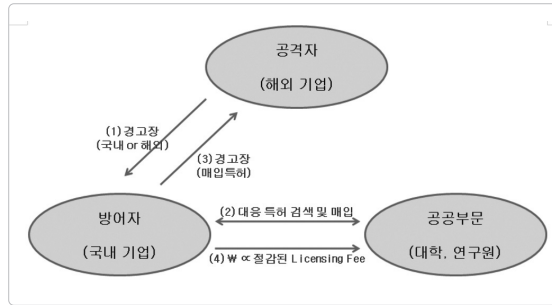 공격자
(해외 기업)
(1) 경고장
(국내 or 해외)
(3) 경고장
(매입특허)
방어자
(국내 기업)
(2) 대응 특허 검색 및 매입
공공부문
(대학, 연구원)
(4) ₩ ∝ 절감된 Licensing Fee